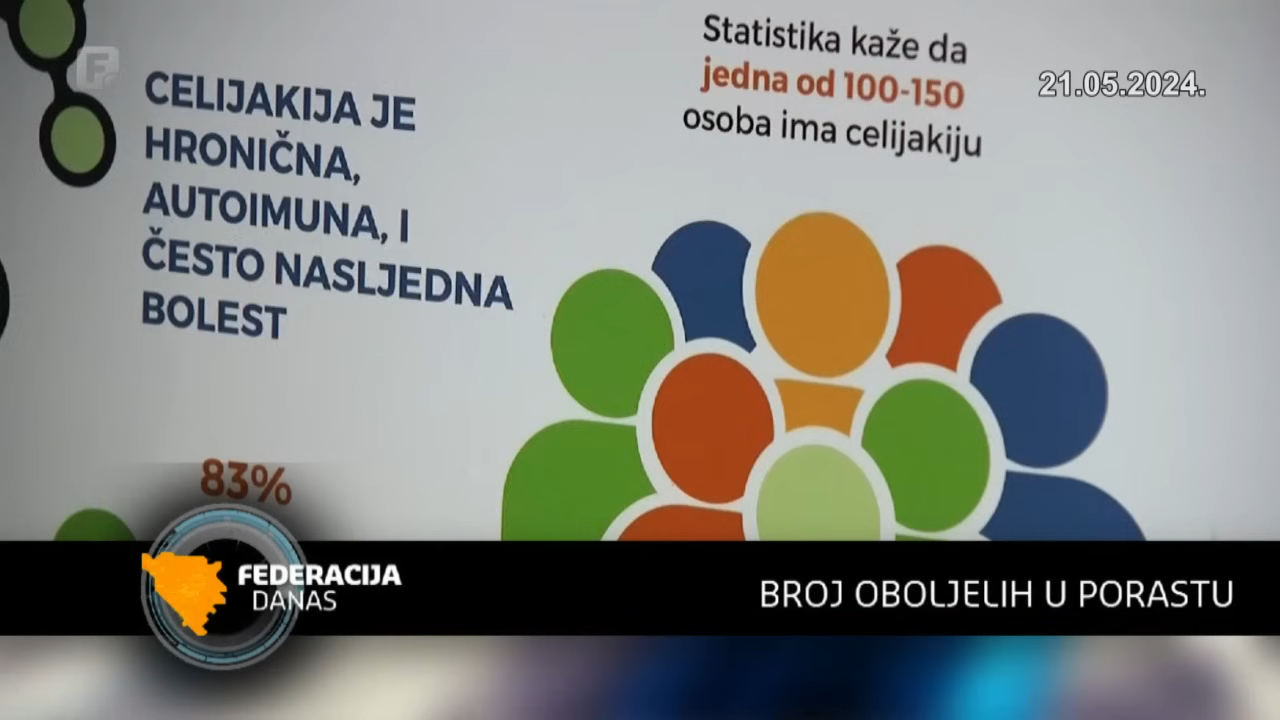 CELIJAKIJA JE
HRONIČNA,
AUTOIMUNA, I
ČESTO NASLJEDNA
BOLEST
Statistika kaže da
jedna od 100-150
osoba ima celijakiju
21.05.2024.
83%
FEDERACIJA
DANAS
BROJ OBOLJELIH U PORASTU